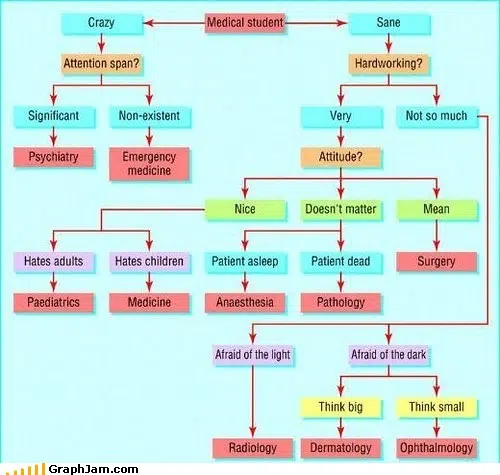 Crazy
Medical student
Sane
Attention span?
Hardworking?
Significant
Non-existent
Very
Not so much
Psychiatry
Emergency
medicine
Attitude?
Nice
Doesn't matter
Mean
Hates adults
Hates children
Patient asleep
Patient dead
Surgery
Paediatrics
Medicine
Anaesthesia
Pathology
Afraid of the light
Afraid of the dark
Think big
Think small
Radiology
Dermatology
Ophthalmology
GraphJam.com